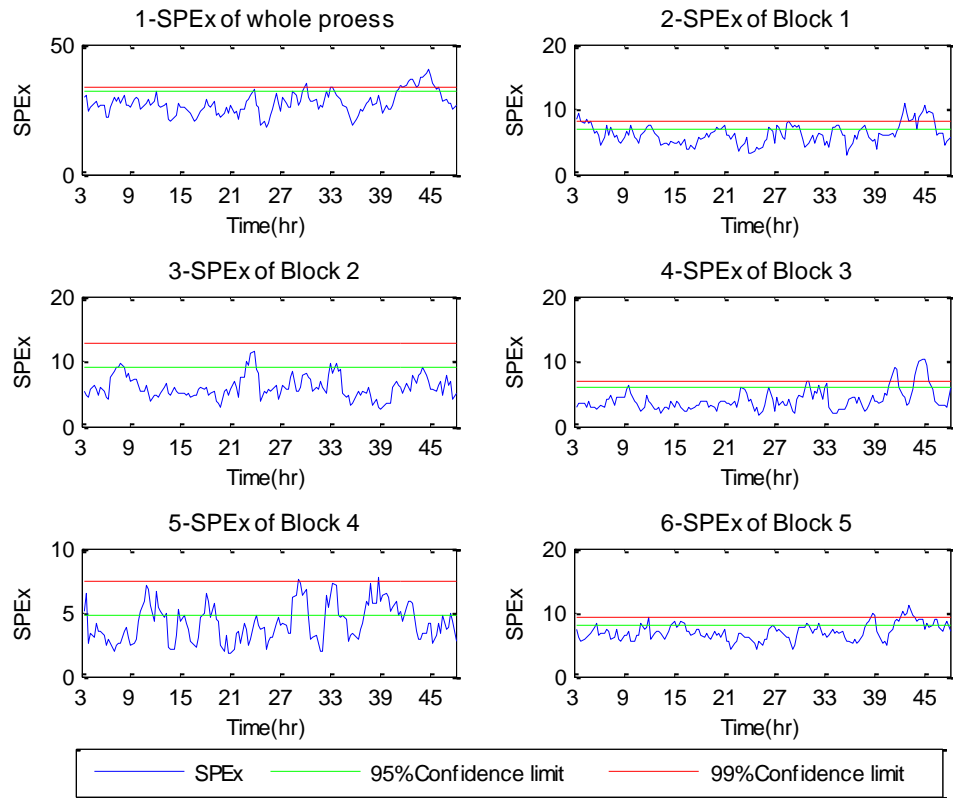 1-SPEx of whole proess
50
0
SPEx
3 9 15 21 27 33 39 45
Time(hr)
2-SPEx of Block 1
20
10
0
SPEx
3 9 15 21 27 33 39 45
Time(hr)
3-SPEx of Block 2
20
10
0
SPEx
3 9 15 21 27 33 39 45
Time(hr)
4-SPEx of Block 3
20
10
0
SPEx
3 9 15 21 27 33 39 45
Time(hr)
5-SPEx of Block 4
10
5
0
SPEx
3 9 15 21 27 33 39 45
Time(hr)
6-SPEx of Block 5
20
10
0
SPEx
3 9 15 21 27 33 39 45
Time(hr)
SPEx 95%Confidence limit 99%Confidence limit